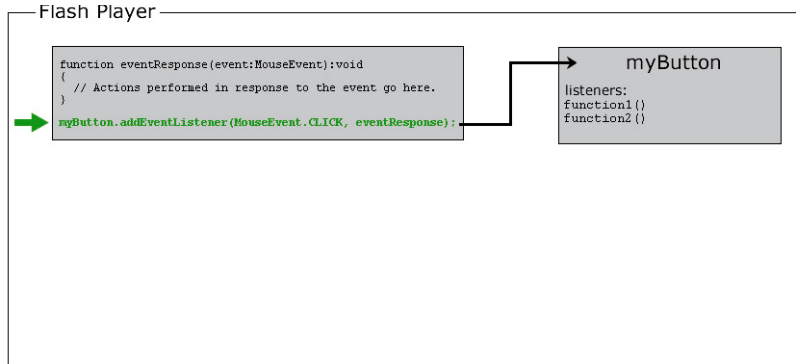 Flash Player
function eventResponse(event:MouseEvent):void
{
// Actions performed in response to the event go here.
}
myButton.addEventListener(MouseEvent.CLICK, eventResponse);
myButton
listeners:
function1()
function2()